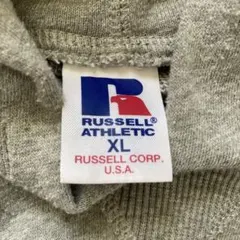 RUSSELL
ATHLETIC
XL
RUSSELL CORP.
U.S.A.